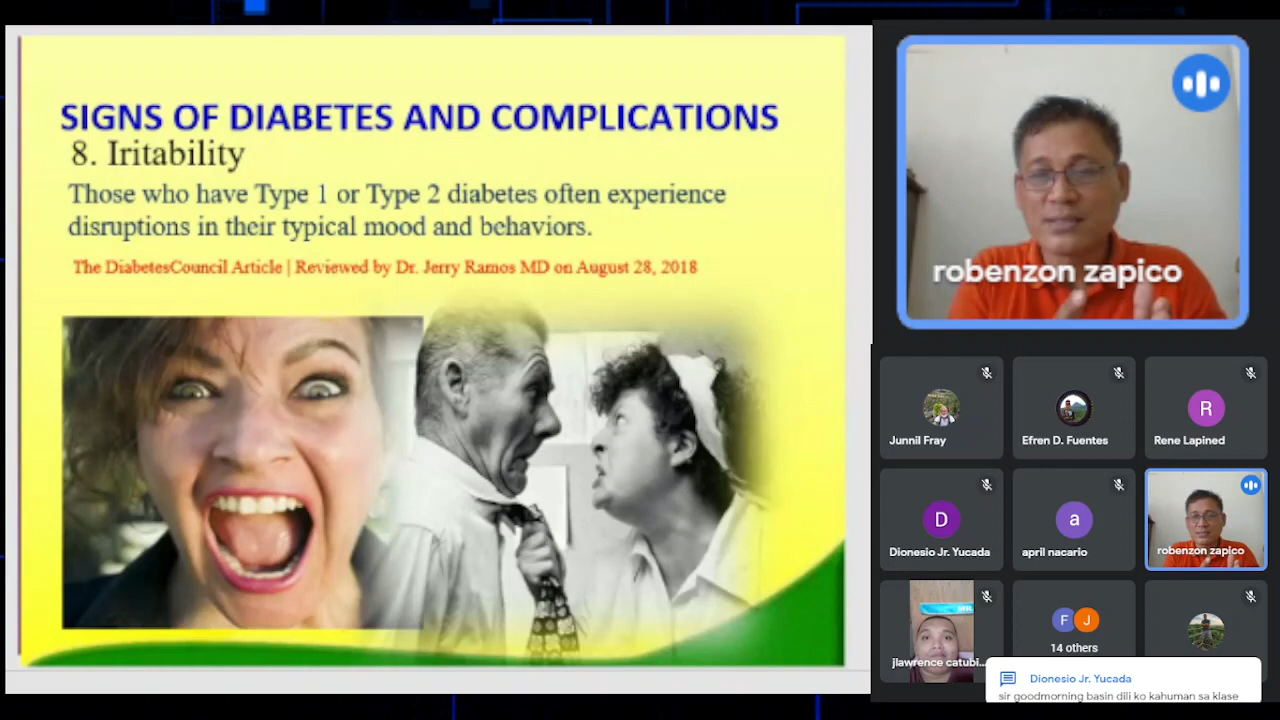 SIGNS OF DIABETES AND COMPLICATIONS
8. Iritability
Those who have Type 1 or Type 2 diabetes often experience
disruptions in their typical mood and behaviors.
The DiabetesCouncil Article | Reviewed by Dr. Jerry Ramos MD on August 28, 2018
robenzon zapico
Junnil Fray
Efren D. Fuentes
R
Rene Lapined
D
Dionesio Jr. Yucada
a
april nacario
robenzon zapico
jlawrence catubi...
F J
14 others
Dionesio Jr. Yucada
sir goodmorning basin dili ko kahuman sa klase